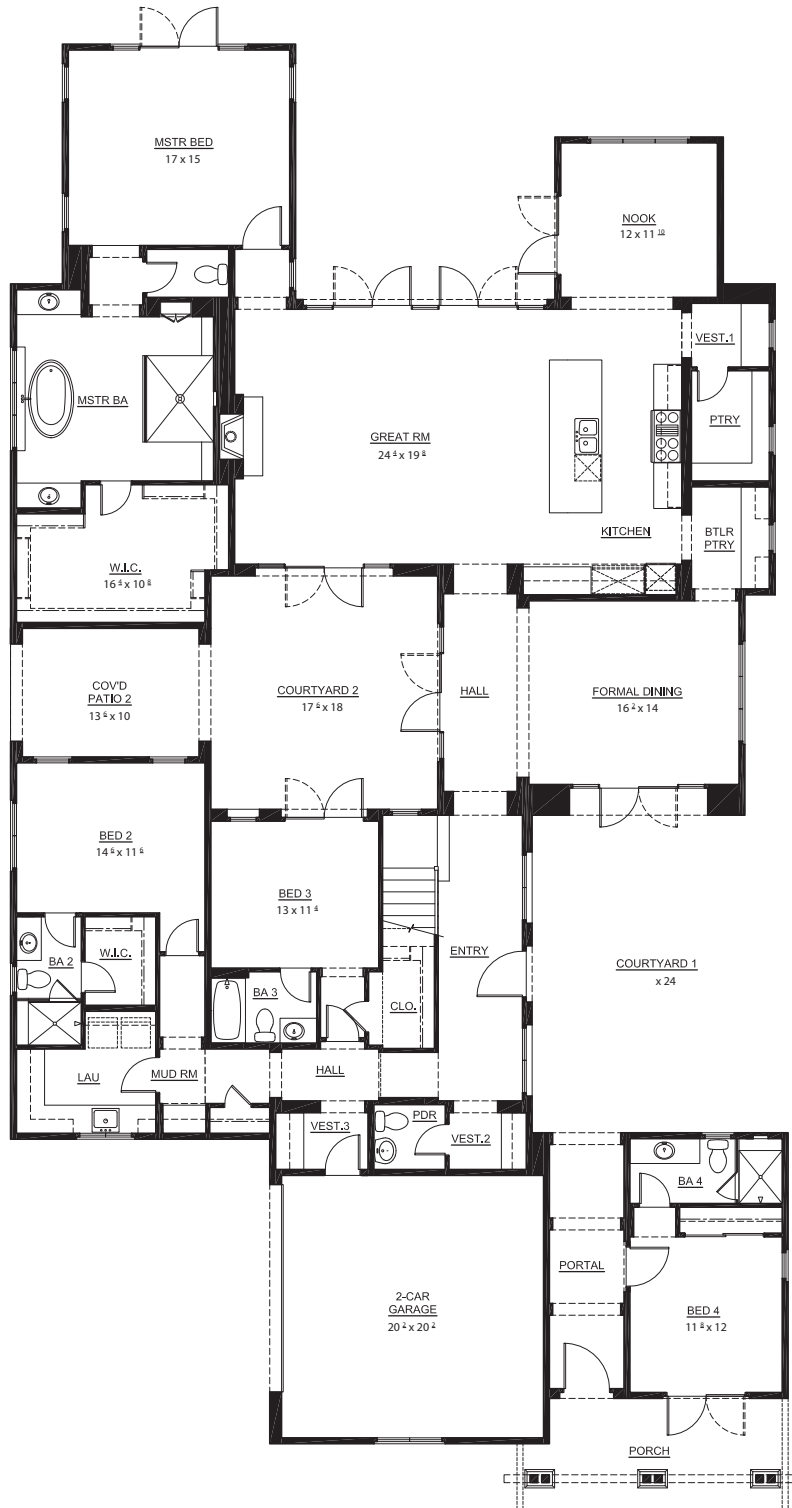 MSTR BED
17 x 15
NOOK
12 x 11 10
VEST.1
MSTR BA
PTRY
GREAT RM
24 4 x 19 8
KITCHEN
BTLR
PTRY
W.I.C.
16 4 x 10 8
COV'D
PATIO 2
13 6 x 10
COURTYARD 2
17 6 x 18
HALL
FORMAL DINING
16 2 x 14
BED 2
14 6 x 11 6
BED 3
13 x 11 4
ENTRY
COURTYARD 1
x 24
BA 2
W.I.C.
BA 3
CLO.
LAU
MUD RM
HALL
VEST.3
PDR
VEST.2
BA 4
PORTAL
2-CAR
GARAGE
20 2 x 20 2
BED 4
11 8 x 12
PORCH